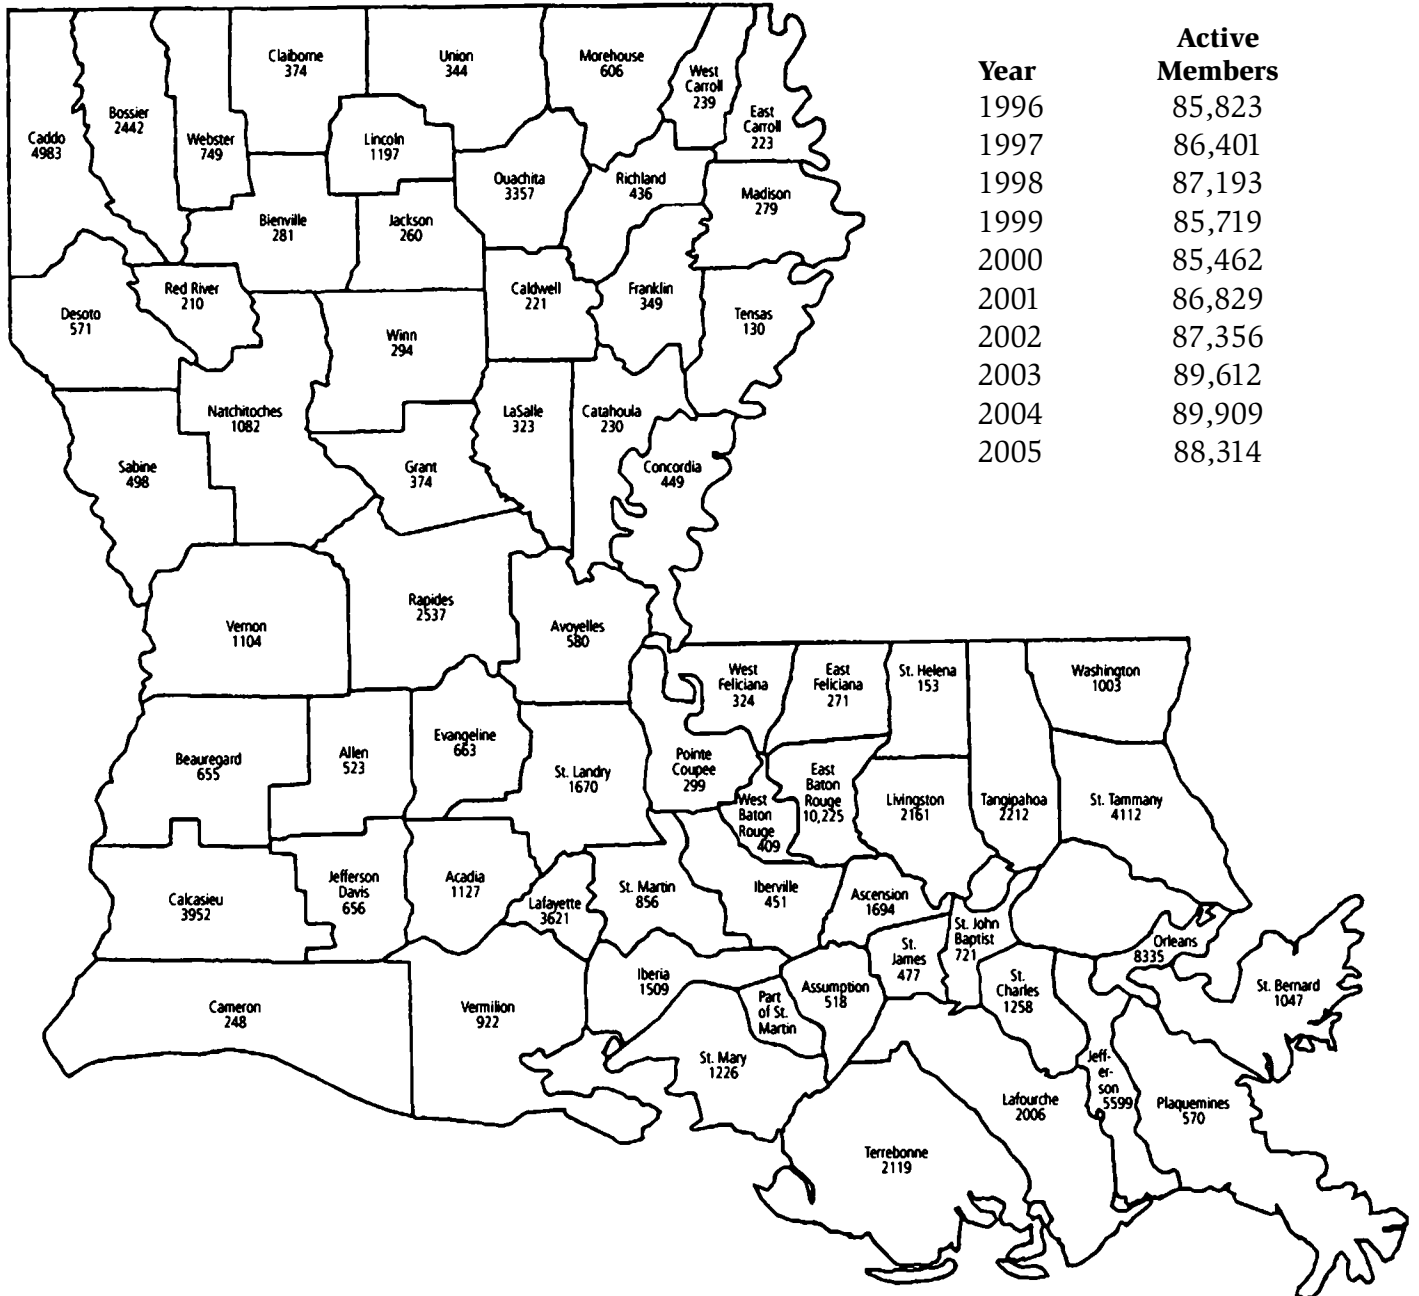 Active
Year Members
1996 85,823
1997 86,401
1998 87,193
1999 85,719
2000 85,462
2001 86,829
2002 87,356
2003 89,612
2004 89,909
2005 88,314
Caddo
4983
Bossier
2442
Webster
749
Claiborne
374
Union
344
Morehouse
606
West
Carroll
239
East
Carroll
223
Lincoln
1197
Ouachita
3357
Richland
436
Madison
279
Bienville
281
Jackson
260
Desoto
571
Red River
210
Caldwell
221
Franklin
349
Tensas
130
Winn
294
Natchitoches
1082
LaSalle
323
Catahoula
230
Sabine
498
Grant
374
Concordia
449
Vernon
1104
Rapides
2537
Avoyelles
580
West
Feliciana
324
East
Feliciana
271
St. Helena
153
Washington
1003
Beauregard
655
Allen
523
Evangeline
663
St. Landry
1670
Pointe
Coupee
299
West
Baton
Rouge
409
East
Baton
Rouge
10,225
Livingston
2161
Tangipahoa
2212
St. Tammany
4112
Calcasieu
3952
Jefferson
Davis
656
Acadia
1127
Lafayette
3621
St. Martin
856
Iberville
451
Ascension
1694
St. John
Baptist
721
St.
James
477
Orleans
8335
St. Bernard
1047
Cameron
248
Vermilion
922
Iberia
1509
Part
of St.
Martin
Assumption
518
St.
Charles
1258
St. Mary
1226
Jeff-
er-
son
5599
Lafourche
2006
Plaquemines
570
Terrebonne
2119